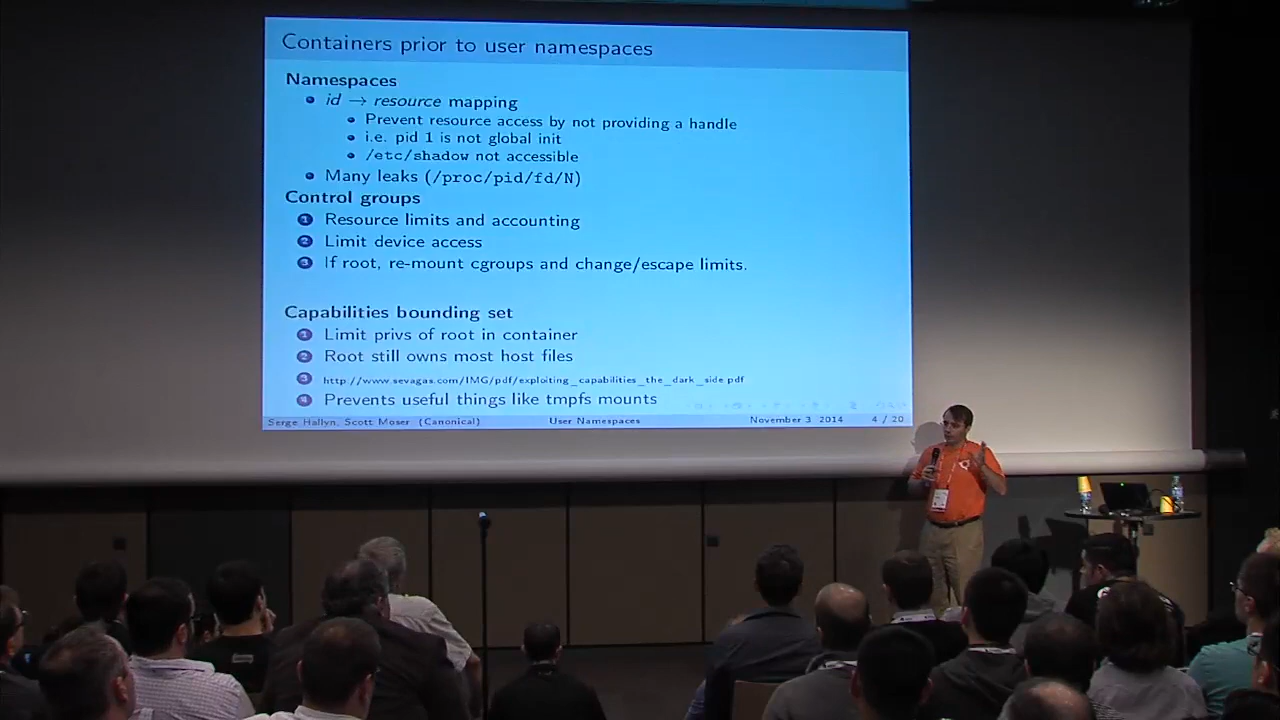 Containers prior to user namespaces
Namespaces
id → resource mapping
Prevent resource access by not providing a handle
i.e. pid 1 is not global init
/etc/shadow not accessible
Many leaks (/proc/pid/fd/N)
Control groups
1 Resource limits and accounting
2 Limit device access
3 If root, re-mount cgroups and change/escape limits.
Capabilities bounding set
1 Limit privs of root in container
2 Root still owns most host files
3 http://www.sevagas.com/IMG/pdf/exploiting_capabilities_the_dark_side.pdf
4 Prevents useful things like tmpfs mounts
Serge Hallyn, Scott Moser (Canonical) User Namespaces November 3 2014 4 / 20